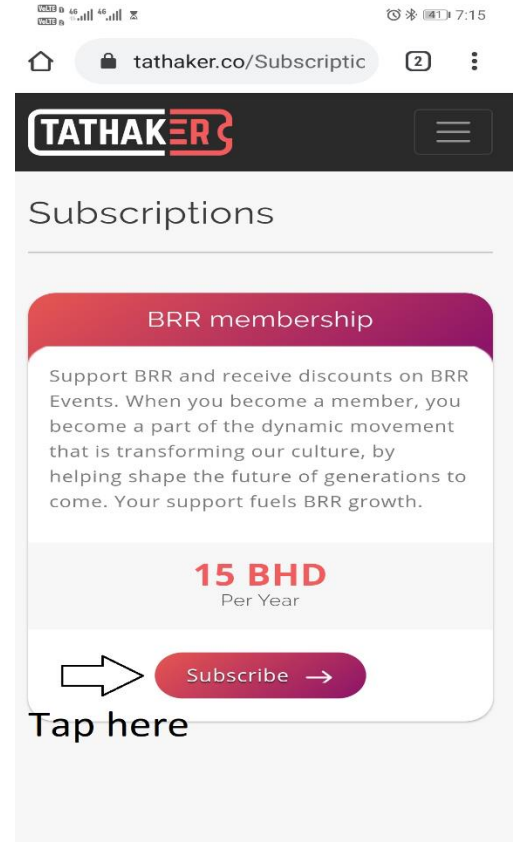 41 7:15
tathaker.co/Subscriptic 2
TATHAKER
Subscriptions
BRR membership
Support BRR and receive discounts on BRR
Events. When you become a member, you
become a part of the dynamic movement
that is transforming our culture, by
helping shape the future of generations to
come. Your support fuels BRR growth.
15 BHD
Per Year
Subscribe →
Tap here